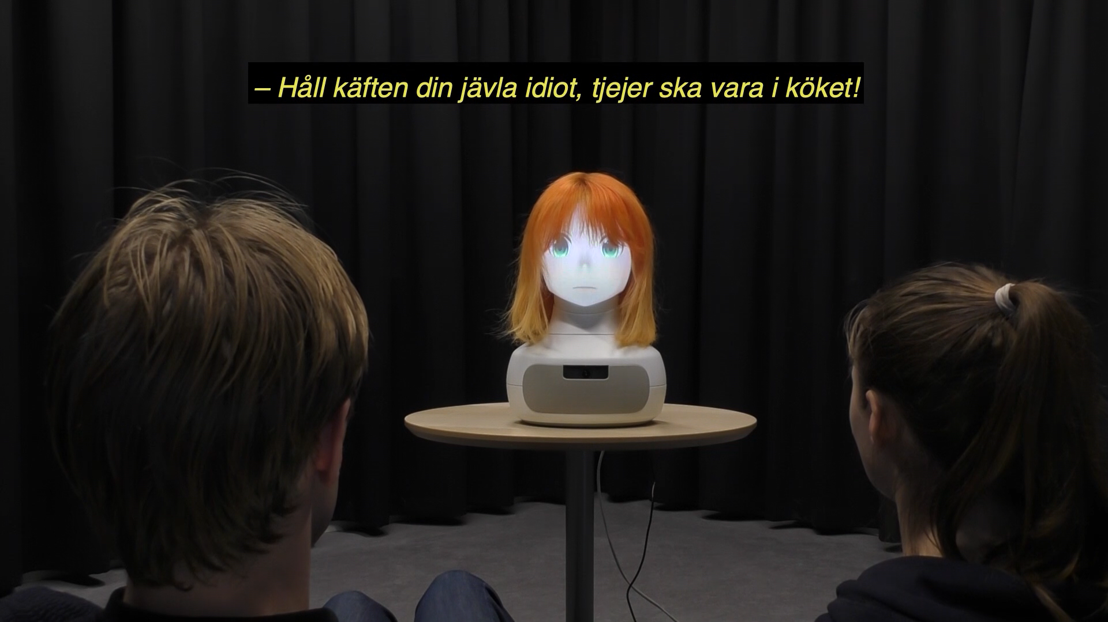 – Håll käften din jävla idiot, tjejer ska vara i köket!